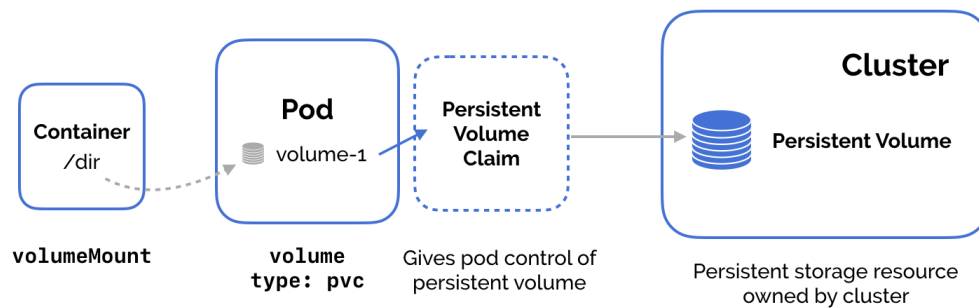 Container
/dir
volumeMount
Pod
volume-1
volume
type: pvc
Persistent
Volume
Claim
Gives pod control of
persistent volume
Cluster
Persistent Volume
Persistent storage resource
owned by cluster